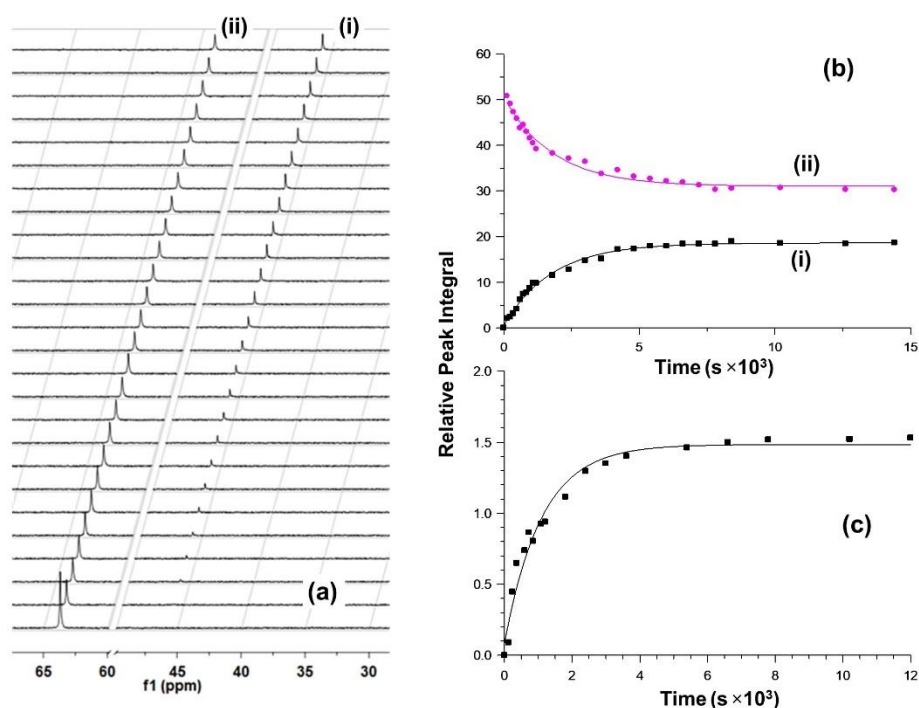 (ii) (i)
(a)
65 60 45 40 35 30
f1 (ppm)
Relative Peak Integral
60
50
40
30
20
10
0
(b)
(ii)
(i)
0 5 10 15
Time (s ×10³)
2.0
1.5
1.0
0.5
0.0
(c)
0 2 4 6 8 10 12
Time (s ×10³)